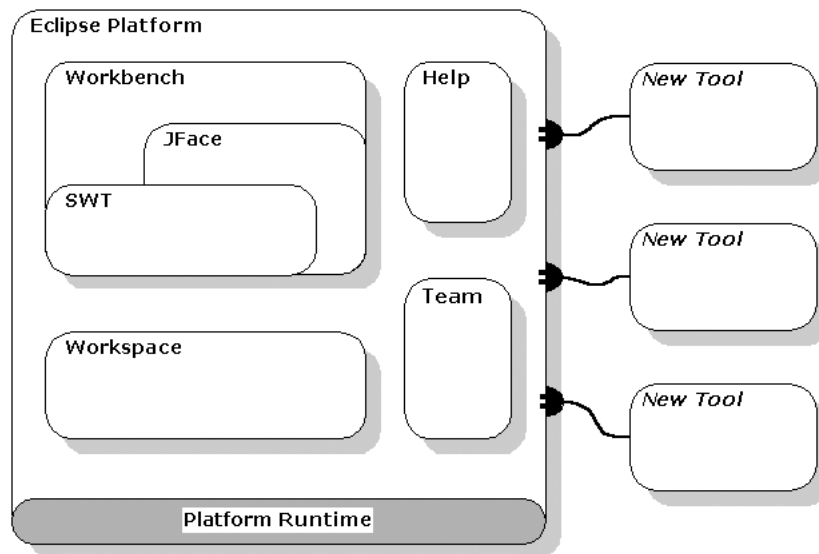 Eclipse Platform
Workbench
JFace
SWT
Workspace
Help
Team
Platform Runtime
New Tool
New Tool
New Tool